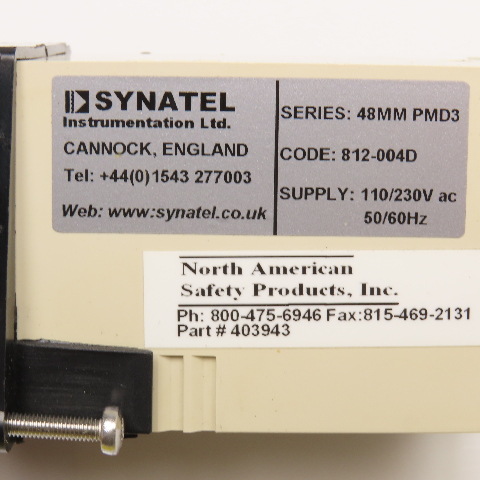 SYNATEL
Instrumentation Ltd.
CANNOCK, ENGLAND
Tel: +44(0)1543 277003
Web: www:synatel.co.uk
SERIES: 48MM PMD3
CODE: 812-004D
SUPPLY: 110/230V ac
50/60Hz
North American
Safety Products, Inc.
Ph: 800-475-6946 Fax:815-469-2131
Part # 403943